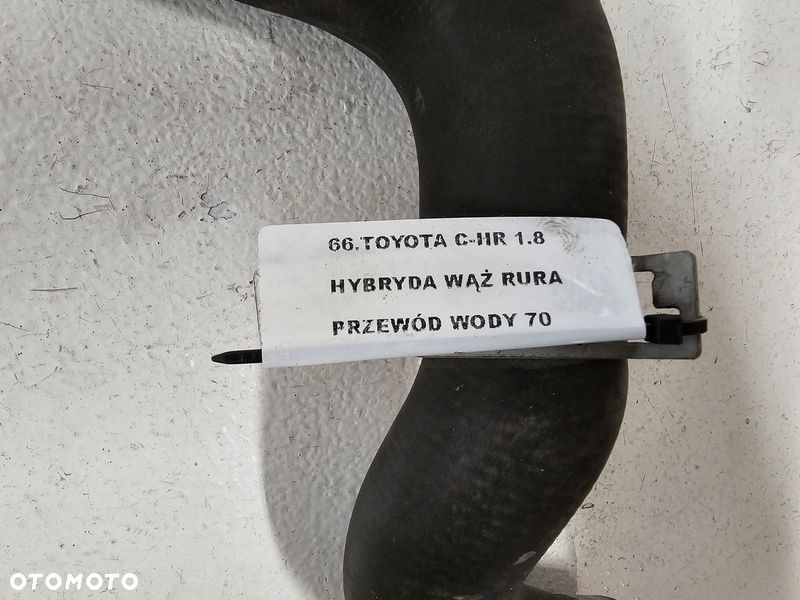 66.TOYOTA C-HR 1.8
HYBRYDA WĄŻ RURA
PRZEWÓD WODY 70
OTOMOTO